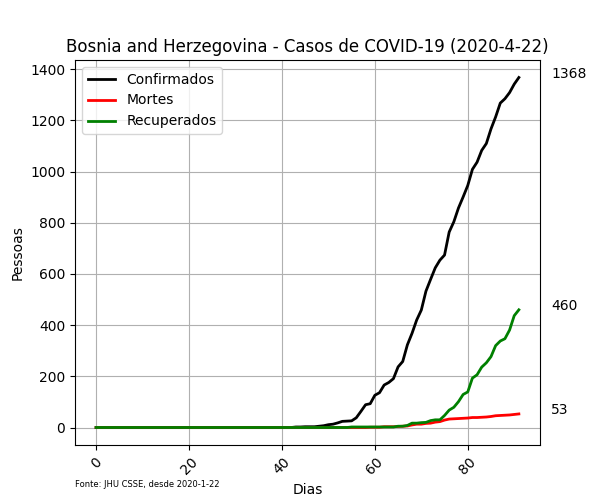 Bosnia and Herzegovina - Casos de COVID-19 (2020-4-22)
Confirmados
Mortes
Recuperados
1400
1200
1000
800
600
400
200
0
Pessoas
1368
460
53
0
20
40
60
80
Dias
Fonte: JHU CSSE, desde 2020-1-22